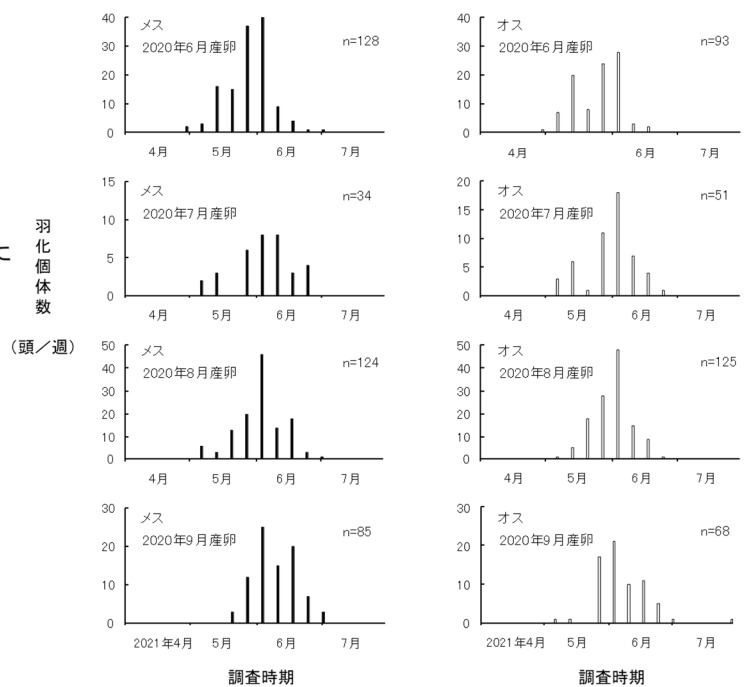 40
30
20
10
0
メス
2020年6月産卵
n=128
4月 5月 6月 7月
40
30
20
10
0
オス
2020年6月産卵
n=93
4月 6月 7月
羽化個体数
（頭／週）
15
10
5
0
メス
2020年7月産卵
n=34
4月 5月 6月 7月
20
15
10
5
0
オス
2020年7月産卵
n=51
4月 5月 6月 7月
50
40
30
20
10
0
メス
2020年8月産卵
n=124
4月 5月 6月 7月
50
40
30
20
10
0
オス
2020年8月産卵
n=125
4月 5月 6月 7月
30
20
10
0
メス
2020年9月産卵
n=85
2021年4月 5月 6月 7月
調査時期
30
20
10
0
オス
2020年9月産卵
n=68
2021年4月 5月 6月 7月
調査時期